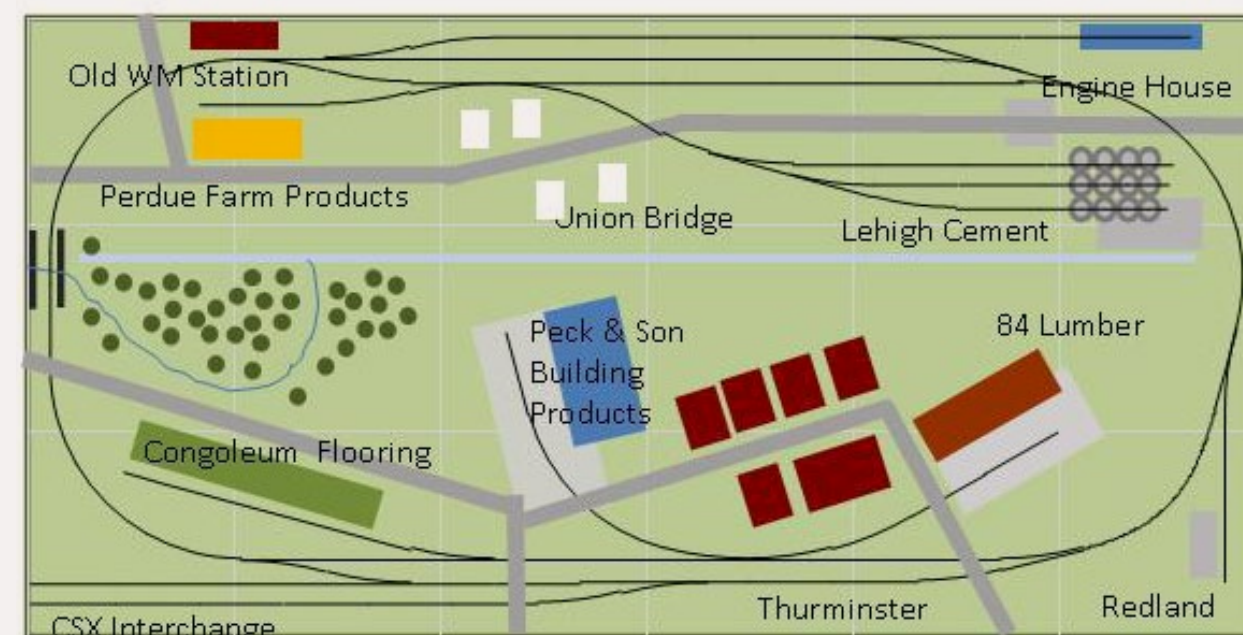 Old WM Station
Engine House
Perdue Farm Products
Union Bridge
Lehigh Cement
Peck & Son
Building
Products
84 Lumber
Congoleum Flooring
Thurminster
Redland
CSX Interchange